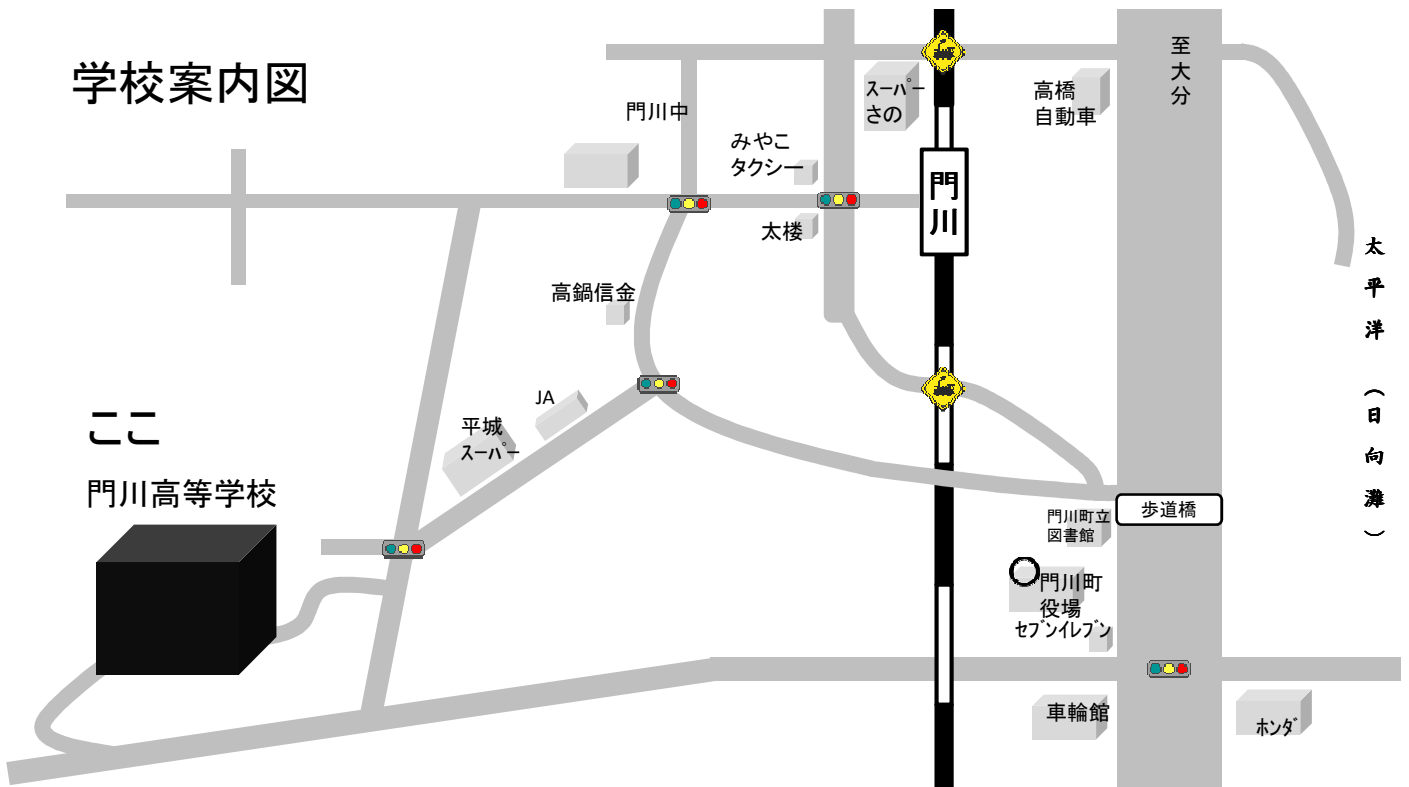 学校案内図
至大分
スーパー
さの
高橋
自動車
門川中
みやこ
タクシー
門川
太楼
太平洋（日向灘）
高鍋信金
JA
平城
スーパー
ここ
門川高等学校
歩道橋
門川町立
図書館
門川町
役場
セブンイレブン
車輪館
ホンダ